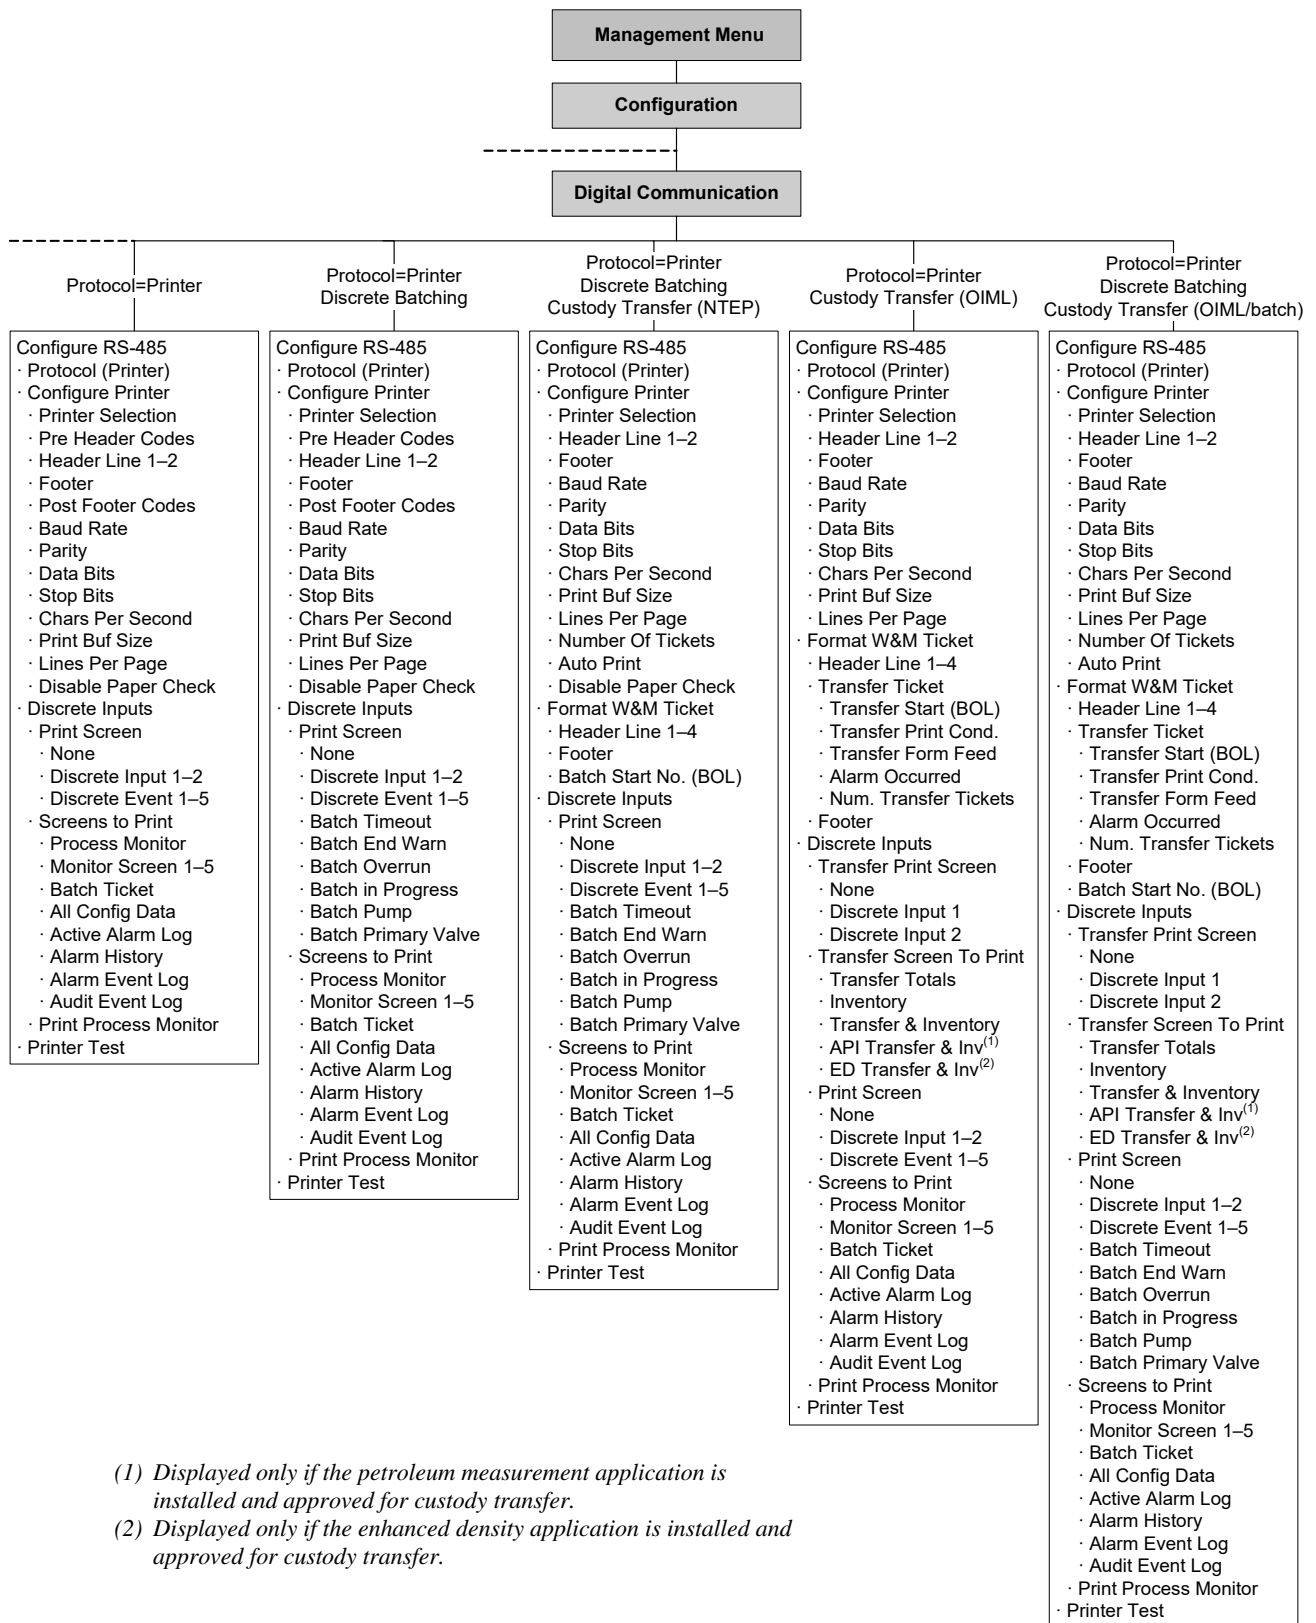 Management Menu
Configuration
Digital Communication
Protocol=Printer
Configure RS-485
· Protocol (Printer)
· Configure Printer
· Printer Selection
· Pre Header Codes
· Header Line 1–2
· Footer
· Post Footer Codes
· Baud Rate
· Parity
· Data Bits
· Stop Bits
· Chars Per Second
· Print Buf Size
· Lines Per Page
· Disable Paper Check
· Discrete Inputs
· Print Screen
· None
· Discrete Input 1–2
· Discrete Event 1–5
· Screens to Print
· Process Monitor
· Monitor Screen 1–5
· Batch Ticket
· All Config Data
· Active Alarm Log
· Alarm History
· Alarm Event Log
· Audit Event Log
· Print Process Monitor
· Printer Test
Protocol=Printer
Discrete Batching
Configure RS-485
· Protocol (Printer)
· Configure Printer
· Printer Selection
· Pre Header Codes
· Header Line 1–2
· Footer
· Post Footer Codes
· Baud Rate
· Parity
· Data Bits
· Stop Bits
· Chars Per Second
· Print Buf Size
· Lines Per Page
· Disable Paper Check
· Discrete Inputs
· Print Screen
· None
· Discrete Input 1–2
· Discrete Event 1–5
· Batch Timeout
· Batch End Warn
· Batch Overrun
· Batch in Progress
· Batch Pump
· Batch Primary Valve
· Screens to Print
· Process Monitor
· Monitor Screen 1–5
· Batch Ticket
· All Config Data
· Active Alarm Log
· Alarm History
· Alarm Event Log
· Audit Event Log
· Print Process Monitor
· Printer Test
Protocol=Printer
Discrete Batching
Custody Transfer (NTEP)
Configure RS-485
· Protocol (Printer)
· Configure Printer
· Printer Selection
· Header Line 1–2
· Footer
· Baud Rate
· Parity
· Data Bits
· Stop Bits
· Chars Per Second
· Print Buf Size
· Lines Per Page
· Number Of Tickets
· Auto Print
· Disable Paper Check
· Format W&M Ticket
· Header Line 1–4
· Footer
· Batch Start No. (BOL)
· Discrete Inputs
· Print Screen
· None
· Discrete Input 1–2
· Discrete Event 1–5
· Batch Timeout
· Batch End Warn
· Batch Overrun
· Batch in Progress
· Batch Pump
· Batch Primary Valve
· Screens to Print
· Process Monitor
· Monitor Screen 1–5
· Batch Ticket
· All Config Data
· Active Alarm Log
· Alarm History
· Alarm Event Log
· Audit Event Log
· Print Process Monitor
· Printer Test
Protocol=Printer
Custody Transfer (OIML)
Configure RS-485
· Protocol (Printer)
· Configure Printer
· Printer Selection
· Header Line 1–2
· Footer
· Baud Rate
· Parity
· Data Bits
· Stop Bits
· Chars Per Second
· Print Buf Size
· Lines Per Page
· Format W&M Ticket
· Header Line 1–4
· Transfer Ticket
· Transfer Start (BOL)
· Transfer Print Cond.
· Transfer Form Feed
· Alarm Occurred
· Num. Transfer Tickets
· Footer
· Discrete Inputs
· Transfer Print Screen
· None
· Discrete Input 1
· Discrete Input 2
· Transfer Screen To Print
· Transfer Totals
· Inventory
· Transfer & Inventory
· API Transfer & Inv(1)
· ED Transfer & Inv(2)
· Print Screen
· None
· Discrete Input 1–2
· Discrete Event 1–5
· Screens to Print
· Process Monitor
· Monitor Screen 1–5
· Batch Ticket
· All Config Data
· Active Alarm Log
· Alarm History
· Alarm Event Log
· Audit Event Log
· Print Process Monitor
· Printer Test
Protocol=Printer
Discrete Batching
Custody Transfer (OIML/batch)
Configure RS-485
· Protocol (Printer)
· Configure Printer
· Printer Selection
· Header Line 1–2
· Footer
· Baud Rate
· Parity
· Data Bits
· Stop Bits
· Chars Per Second
· Print Buf Size
· Lines Per Page
· Number Of Tickets
· Auto Print
· Format W&M Ticket
· Header Line 1–4
· Transfer Ticket
· Transfer Start (BOL)
· Transfer Print Cond.
· Transfer Form Feed
· Alarm Occurred
· Num. Transfer Tickets
· Footer
· Batch Start No. (BOL)
· Discrete Inputs
· Transfer Print Screen
· None
· Discrete Input 1
· Discrete Input 2
· Transfer Screen To Print
· Transfer Totals
· Inventory
· Transfer & Inventory
· API Transfer & Inv(1)
· ED Transfer & Inv(2)
· Print Screen
· None
· Discrete Input 1–2
· Discrete Event 1–5
· Batch Timeout
· Batch End Warn
· Batch Overrun
· Batch in Progress
· Batch Pump
· Batch Primary Valve
· Screens to Print
· Process Monitor
· Monitor Screen 1–5
· Batch Ticket
· All Config Data
· Active Alarm Log
· Alarm History
· Alarm Event Log
· Audit Event Log
· Print Process Monitor
· Printer Test
(1) Displayed only if the petroleum measurement application is
installed and approved for custody transfer.
(2) Displayed only if the enhanced density application is installed and
approved for custody transfer.